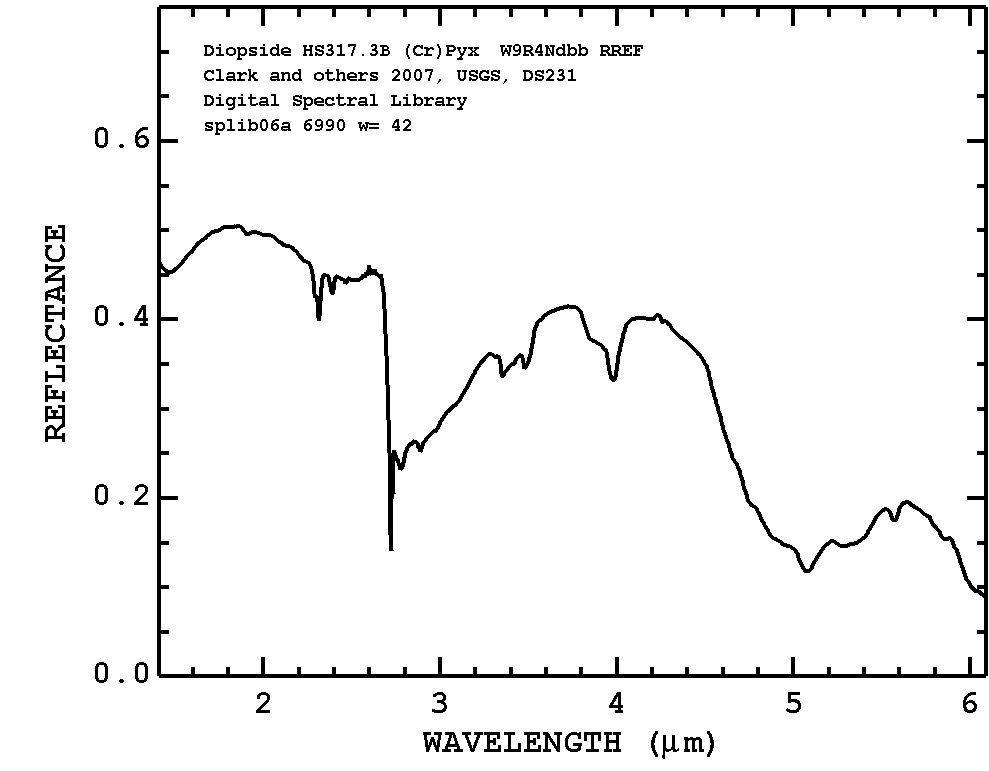 Diopside HS317.3B (Cr)Pyx  W9R4Ndbb RREF
Clark and others 2007, USGS, DS231
Digital Spectral Library
splib06a 6990 w= 42
REFLECTANCE
0.6
0.4
0.2
0.0
2 3 4 5 6
WAVELENGTH (μm)